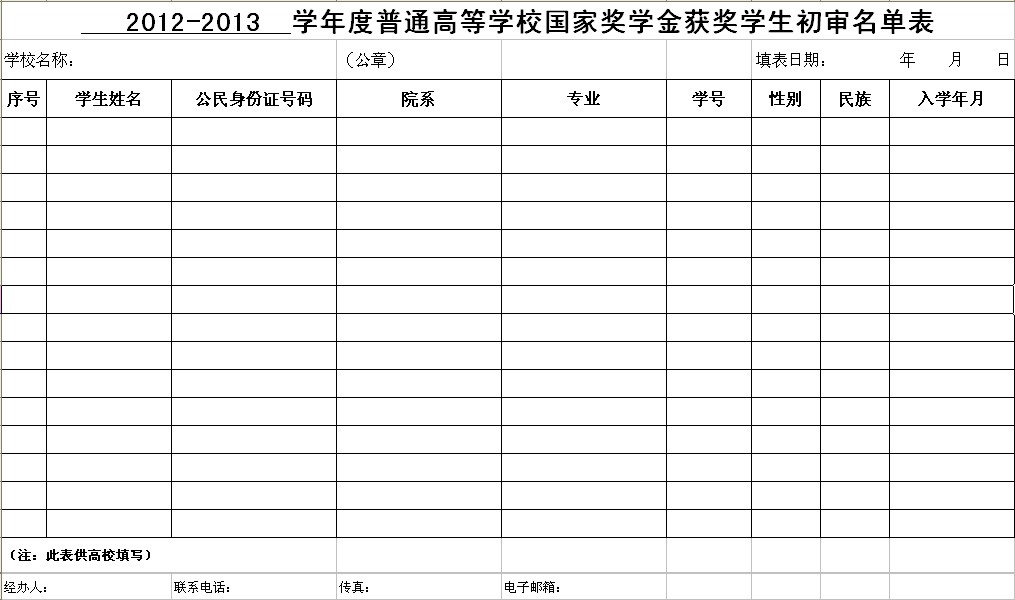 2012-2013 学年度普通高等学校国家奖学金获奖学生初审名单表
学校名称： （公章） 填表日期： 年 月 日
序号 学生姓名 公民身份证号码 院系 专业 学号 性别 民族 入学年月
（注：此表供高校填写）
经办人： 联系电话： 传真： 电子邮箱：